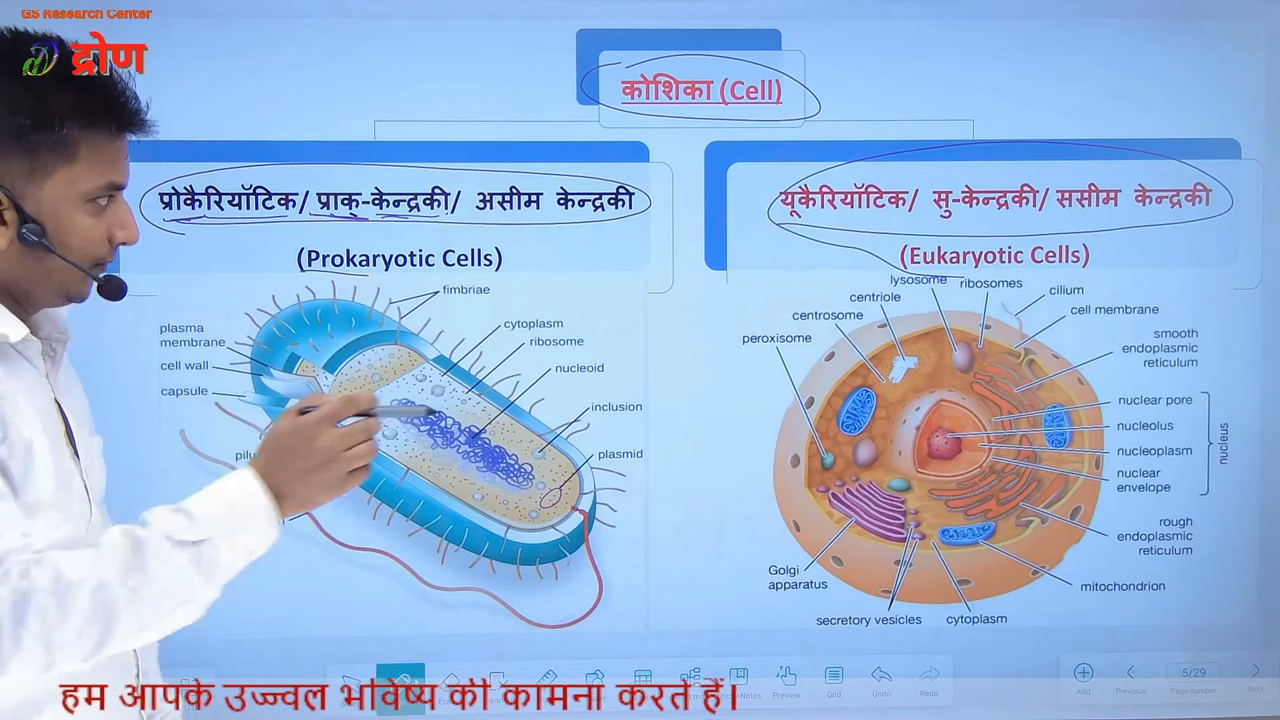 GS Research Center
द्रोण
कोशिका (Cell)
प्रोकैरियॉटिक/ प्राक्-केन्द्रकी/ असीम केन्द्रकी
(Prokaryotic Cells)
यूकैरियॉटिक/ सु-केन्द्रकी/ ससीम केन्द्रकी
(Eukaryotic Cells)
fimbriae
plasma
membrane
cell wall
capsule
cytoplasm
ribosome
nucleoid
inclusion
plasmid
lysosome
ribosomes
centriole
centrosome
peroxisome
cilium
cell membrane
smooth
endoplasmic
reticulum
nuclear pore
nucleolus
nucleoplasm
nuclear
envelope
nucleus
rough
endoplasmic
reticulum
mitochondrion
Golgi
apparatus
secretory vesicles
cytoplasm
Preview
Grid
Undo
Redo
Add
Previous
5/29
Page number
Next
हम आपके उज्ज्वल भविष्य की कामना करते हैं।